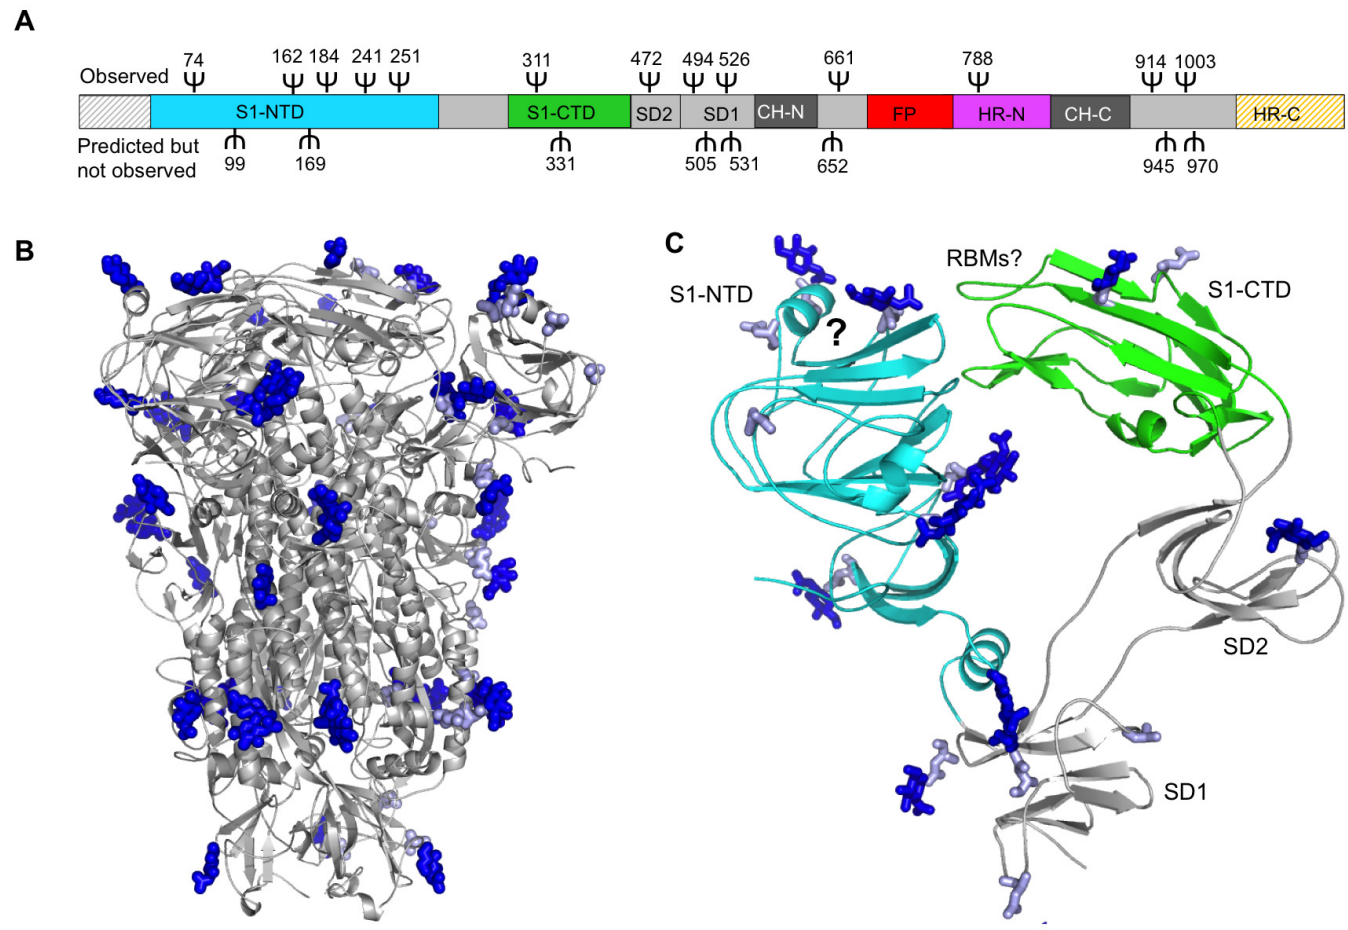 A
74 162 184 241 251 311 472 494 526 661 788 914 1003
Observed
S1-NTD S1-CTD SD2 SD1 CH-N FP HR-N CH-C HR-C
Predicted but
not observed
99 169 331 505 531 652 945 970
B
C
RBMs?
S1-NTD
S1-CTD
?
SD2
SD1